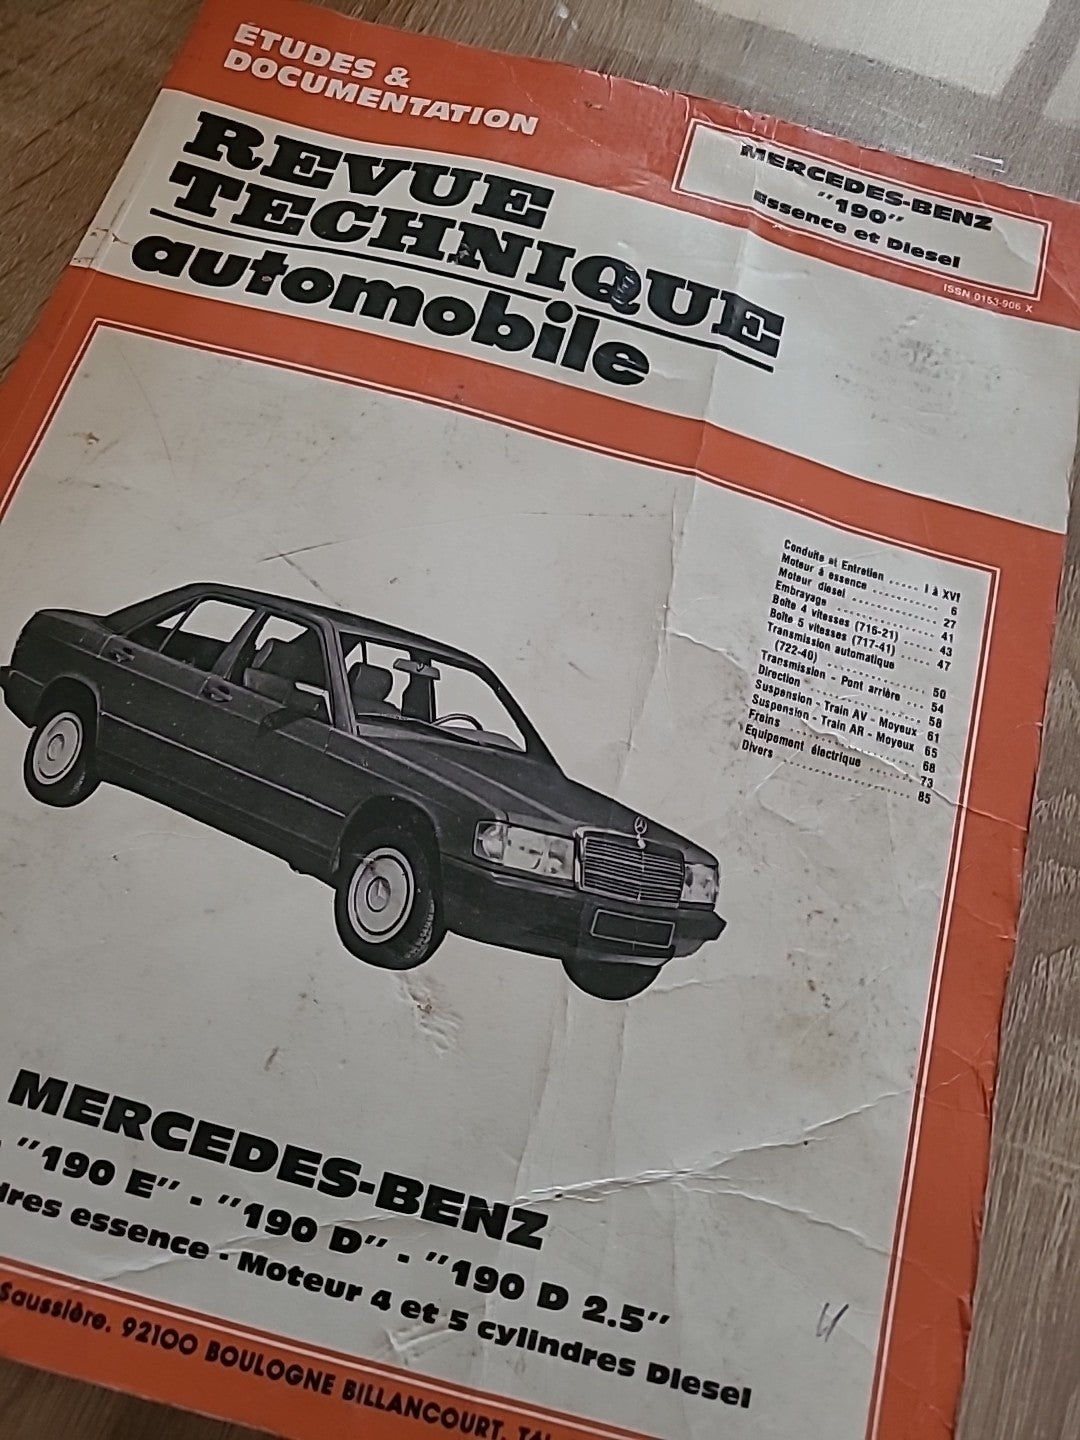 ÉTUDES &
DOCUMENTATION
REVUE
TECHNIQUE
automobile
MERCEDES-BENZ
"190"
Essence et Diesel
ISSN 0153-906 X
Conduite et Entretien ..... I à XVI
Moteur à essence ........... 6
Moteur diesel .............. 27
Embrayage .................. 41
Boîte 4 vitesses (716-21) ..... 43
Boîte 5 vitesses (717-41) ..... 47
Transmission automatique
(722-40) ................ 50
Transmission - Pont arrière ... 54
Direction .................. 58
Suspension - Train AV - Moyeux 61
Suspension - Train AR - Moyeux 65
Freins ..................... 68
Equipement électrique ....... 73
Divers ..................... 85
MERCEDES-BENZ
"190 E" - "190 D" - "190 D 2.5"
essence - Moteur 4 et 5 cylindres Diesel
Saussière, 92100 BOULOGNE BILLANCOURT.